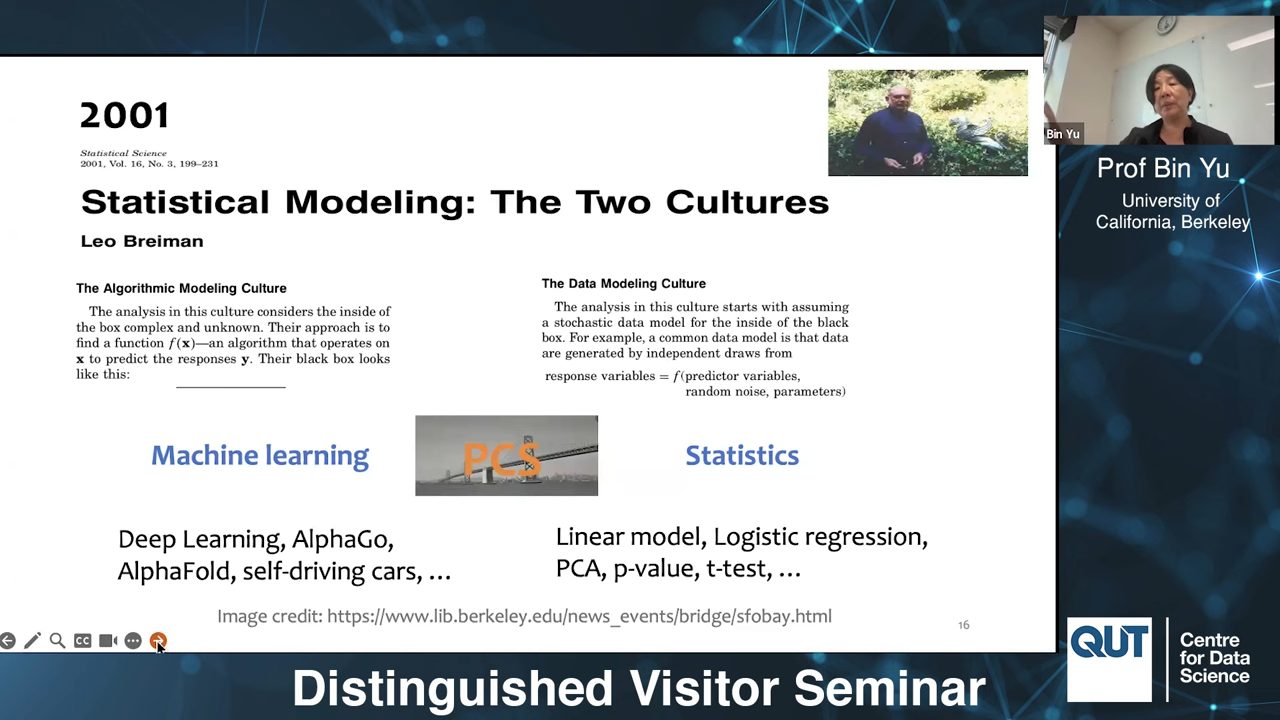 2001
Statistical Science
2001, Vol. 16, No. 3, 199–231
Statistical Modeling: The Two Cultures
Leo Breiman
The Algorithmic Modeling Culture
The analysis in this culture considers the inside of
the box complex and unknown. Their approach is to
find a function f(x)—an algorithm that operates on
x to predict the responses y. Their black box looks
like this:
The Data Modeling Culture
The analysis in this culture starts with assuming
a stochastic data model for the inside of the black
box. For example, a common data model is that data
are generated by independent draws from
response variables = f(predictor variables,
random noise, parameters)
Machine learning
PCS
Statistics
Deep Learning, AlphaGo,
AlphaFold, self-driving cars, …
Linear model, Logistic regression,
PCA, p-value, t-test, …
Image credit: https://www.lib.berkeley.edu/news_events/bridge/sfobay.html
16
CC
Bin Yu
Prof Bin Yu
University of
California, Berkeley
QUT
Centre
for Data
Science
Distinguished Visitor Seminar